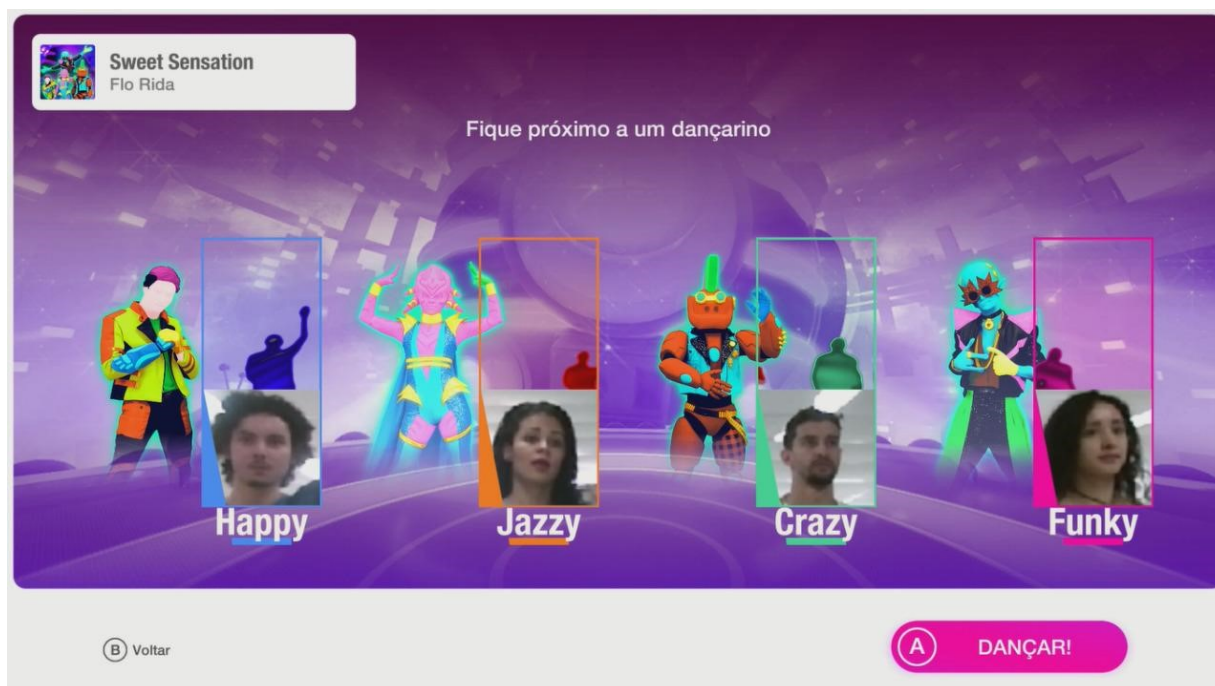 Sweet Sensation
Flo Rida
Fique próximo a um dançarino
Happy
Jazzy
Crazy
Funky
B Voltar
A DANÇAR!